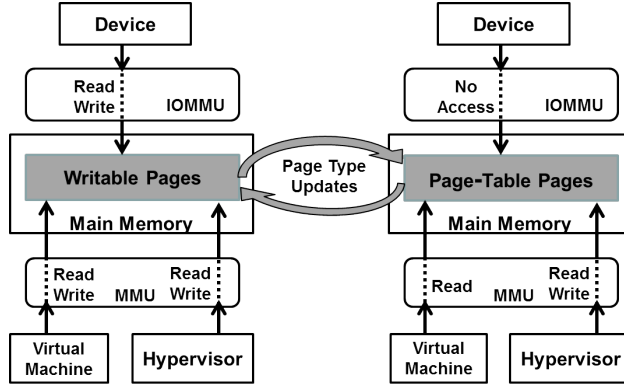 Device
Read
Write
IOMMU
Writable Pages
Main Memory
Read
Write
MMU
Read
Write
Virtual
Machine
Hypervisor
Page Type
Updates
Device
No
Access
IOMMU
Page-Table Pages
Main Memory
Read
MMU
Read
Write
Virtual
Machine
Hypervisor